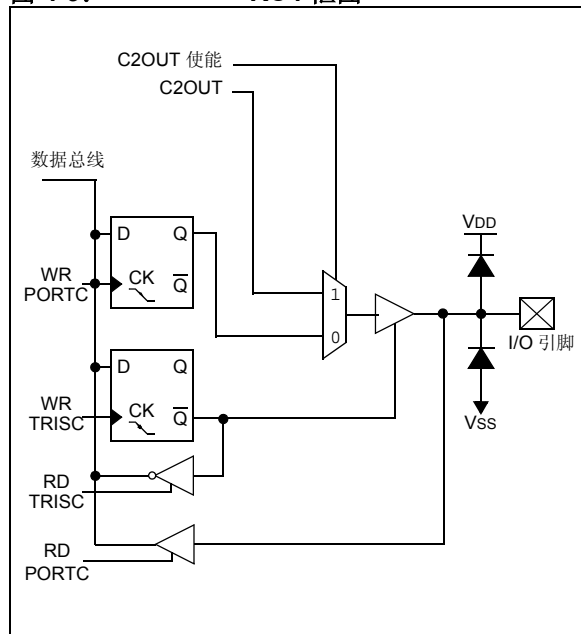 C2OUT 使能
C2OUT
数据总线
VDD
D Q
WR
PORTC
CK Q
1
0
I/O 引脚
D Q
WR
TRISC
CK Q
VSS
RD
TRISC
RD
PORTC